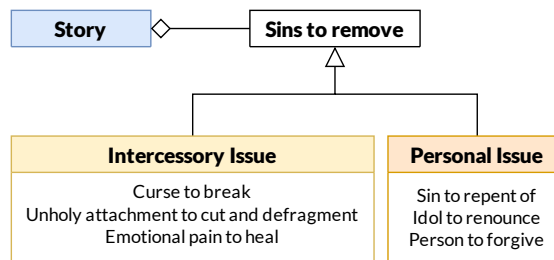 Story
Sins to remove
Intercessory Issue
Curse to break
Unholy attachment to cut and defragment
Emotional pain to heal
Personal Issue
Sin to repent of
Idol to renounce
Person to forgive